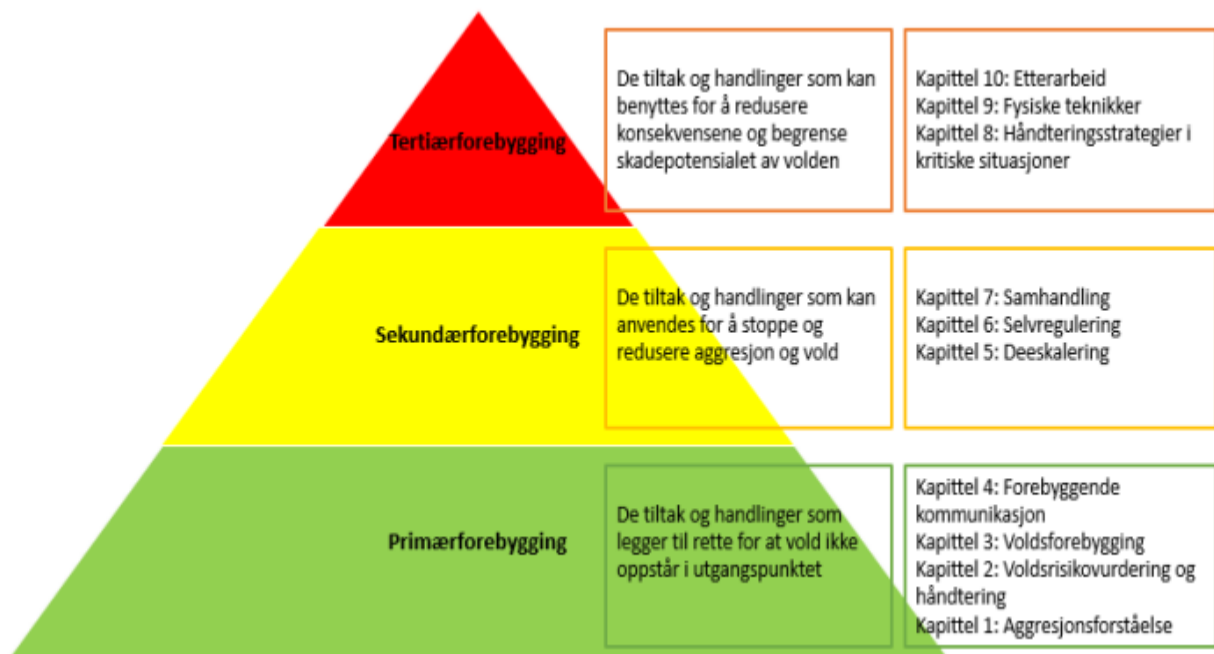 Tertiærforebygging
De tiltak og handlinger som kan
benyttes for å redusere
konsekvensene og begrense
skadepotensialet av volden
Kapittel 10: Etterarbeid
Kapittel 9: Fysiske teknikker
Kapittel 8: Håndteringsstrategier i
kritiske situasjoner
Sekundærforebygging
De tiltak og handlinger som kan
anvendes for å stoppe og
redusere aggresjon og vold
Kapittel 7: Samhandling
Kapittel 6: Selvregulering
Kapittel 5: Deeskalering
Primærforebygging
De tiltak og handlinger som
legger til rette for at vold ikke
oppstår i utgangspunktet
Kapittel 4: Forebyggende
kommunikasjon
Kapittel 3: Voldsforebygging
Kapittel 2: Voldsrisikovurdering og
håndtering
Kapittel 1: Aggresjonsforståelse